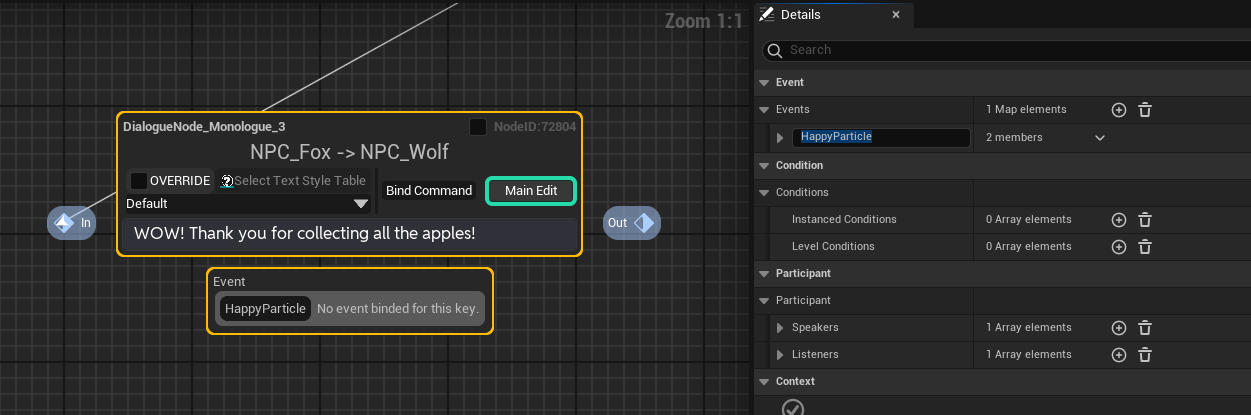 Zoom 1:1
DialogueNode_Monologue_3 NodeID:72804
NPC_Fox -> NPC_Wolf
OVERRIDE Select Text Style Table
Default
Bind Command Main Edit
In
WOW! Thank you for collecting all the apples!
Out
Event
HappyParticle No event binded for this key.
Details
Search
Event
Events 1 Map elements
HappyParticle 2 members
Condition
Conditions
Instanced Conditions 0 Array elements
Level Conditions 0 Array elements
Participant
Participant
Speakers 1 Array elements
Listeners 1 Array elements
Context